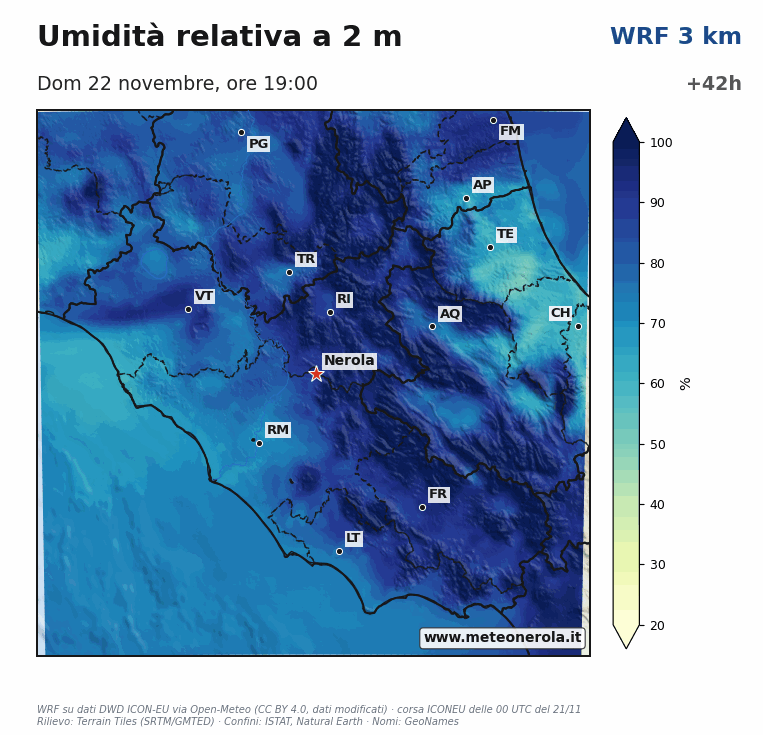 Umidità relativa a 2 m
WRF 3 km
Dom 22 novembre, ore 19:00
+42h
FM
PG
AP
TE
TR
VT
RI
AQ
CH
Nerola
RM
FR
LT
www.meteonerola.it
100
90
80
70
60
50
40
30
20
%
WRF su dati DWD ICON-EU via Open-Meteo (CC BY 4.0, dati modificati) · corsa ICONEU delle 00 UTC del 21/11
Rilievo: Terrain Tiles (SRTM/GMTED) · Confini: ISTAT, Natural Earth · Nomi: GeoNames